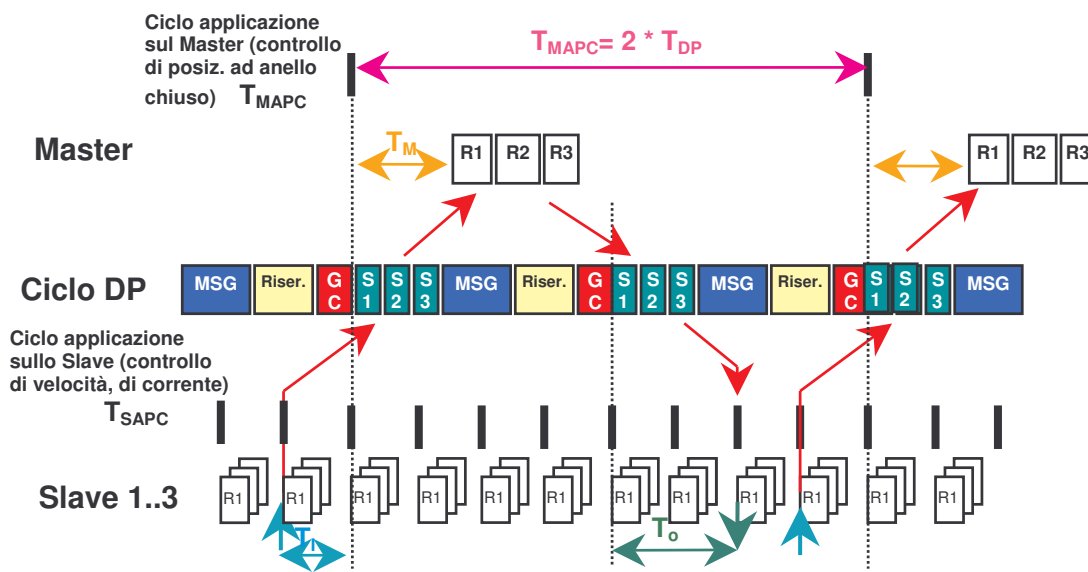 Ciclo applicazione
sul Master (controllo
di posiz. ad anello
chiuso) TMAPC
TMAPC= 2 * TDP
Master
TM
R1 R2 R3
R1 R2 R3
Ciclo DP
MSG Riser. GC S1 S2 S3 MSG Riser. GC S1 S2 S3 MSG Riser. GC S1 S2 S3 MSG
Ciclo applicazione
sullo Slave (controllo
di velocità, di corrente)
TSAPC
Slave 1..3
R1 R1 R1 R1 R1 R1 R1 R1 R1 R1 R1 R1
TI
To